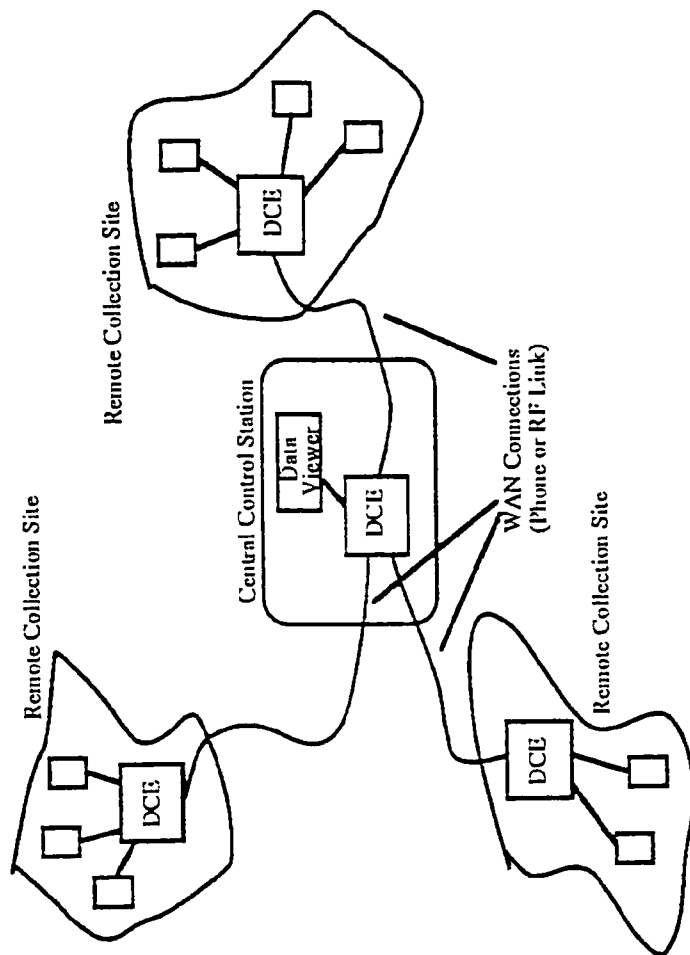 Remote Collection Site
Remote Collection Site
DCE
Central Control Station
DCE
Data
Viewer
DCE
WAN Connections
(Phone or RF Link)
DCE
Remote Collection Site